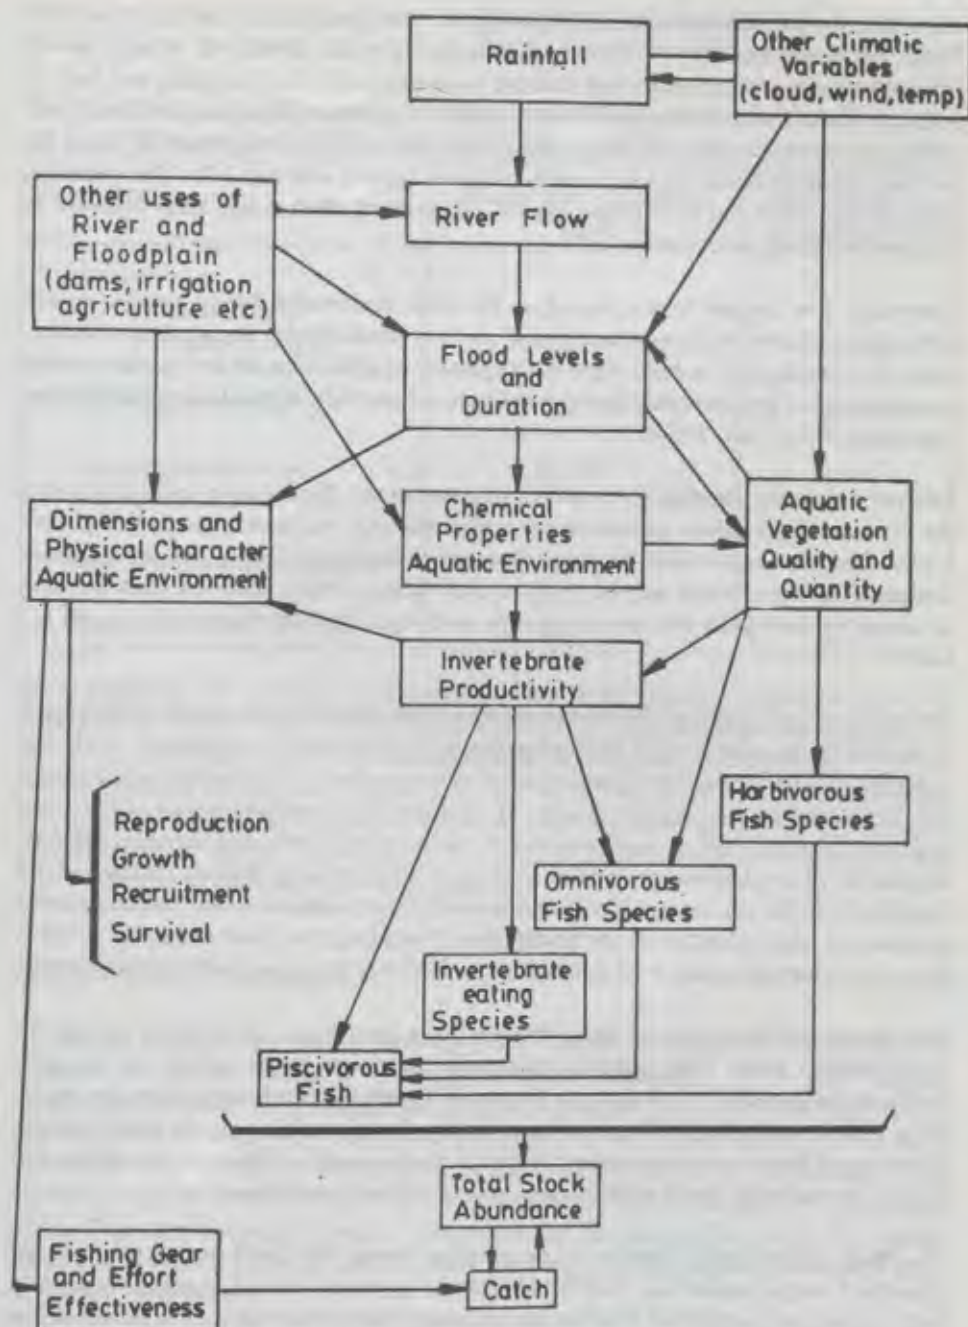 Rainfall
Other Climatic
Variables
(cloud, wind, temp)
Other uses of
River and
Floodplain
(dams, irrigation
agriculture etc)
River Flow
Flood Levels
and
Duration
Dimensions and
Physical Character
Aquatic Environment
Chemical
Properties
Aquatic Environment
Aquatic
Vegetation
Quality and
Quantity
Invertebrate
Productivity
Harbivorous
Fish Species
Reproduction
Growth
Recruitment
Survival
Omnivorous
Fish Species
Invertebrate
eating
Species
Piscivorous
Fish
Total Stock
Abundance
Fishing Gear
and Effort
Effectiveness
Catch